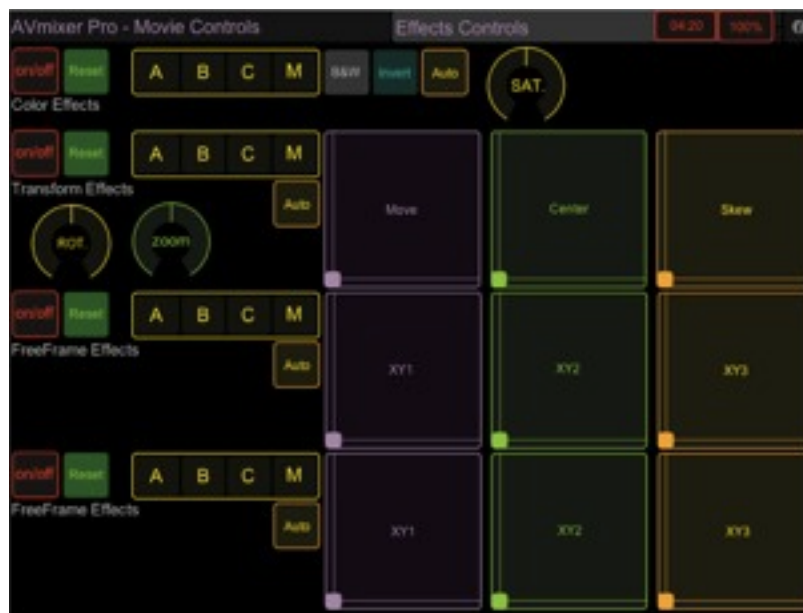 AVmixer Pro - Movie Controls Effects Controls 04:20 100%
on/off Reset A B C M B&W Invert Auto SAT.
Color Effects
on/off Reset A B C M
Transform Effects
Auto Move Center Skew
ROT. zoom
on/off Reset A B C M
FreeFrame Effects
Auto XY1 XY2 XY3
on/off Reset A B C M
FreeFrame Effects
Auto XY1 XY2 XY3